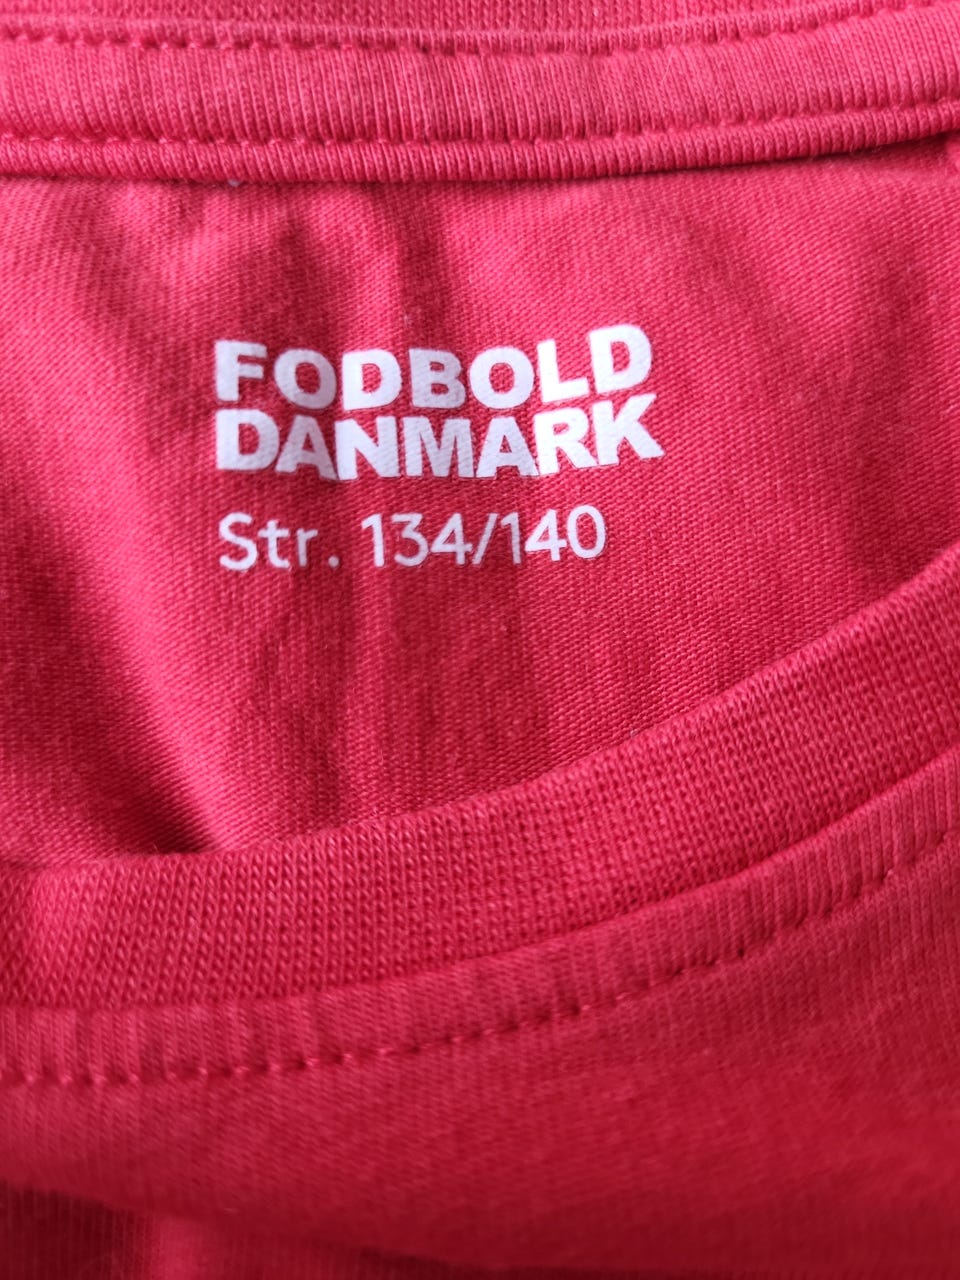 FODBOLD
DANMARK
Str. 134/140